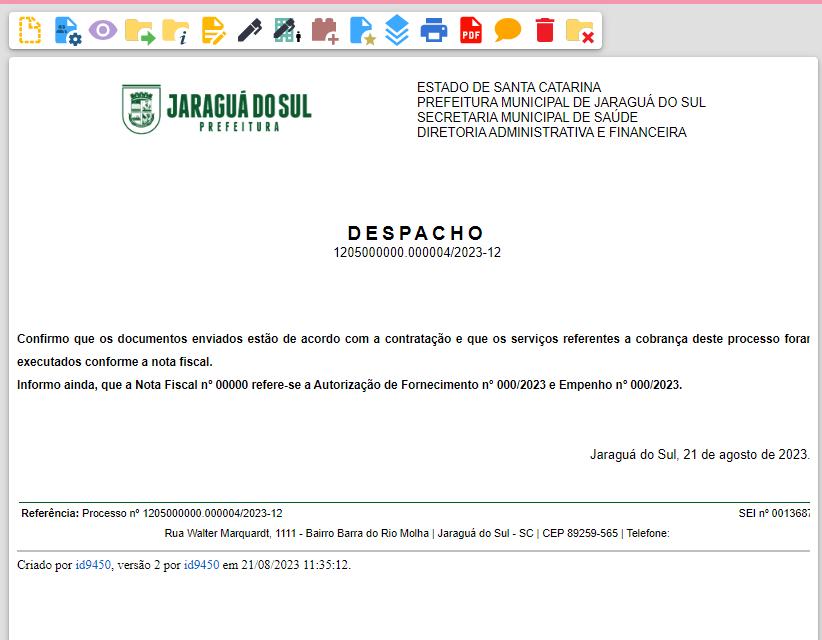 PDF
JARAGUÁ DO SUL
PREFEITURA
ESTADO DE SANTA CATARINA
PREFEITURA MUNICIPAL DE JARAGUÁ DO SUL
SECRETARIA MUNICIPAL DE SAÚDE
DIRETORIA ADMINISTRATIVA E FINANCEIRA
DESPACHO
1205000000.000004/2023-12
Confirmo que os documentos enviados estão de acordo com a contratação e que os serviços referentes a cobrança deste processo foram
executados conforme a nota fiscal.
Informo ainda, que a Nota Fiscal nº 00000 refere-se a Autorização de Fornecimento nº 000/2023 e Empenho nº 000/2023.
Jaraguá do Sul, 21 de agosto de 2023.
Referência: Processo nº 1205000000.000004/2023-12 SEI nº 0013687
Rua Walter Marquardt, 1111 - Bairro Barra do Rio Molha | Jaraguá do Sul - SC | CEP 89259-565 | Telefone:
Criado por id9450, versão 2 por id9450 em 21/08/2023 11:35:12.